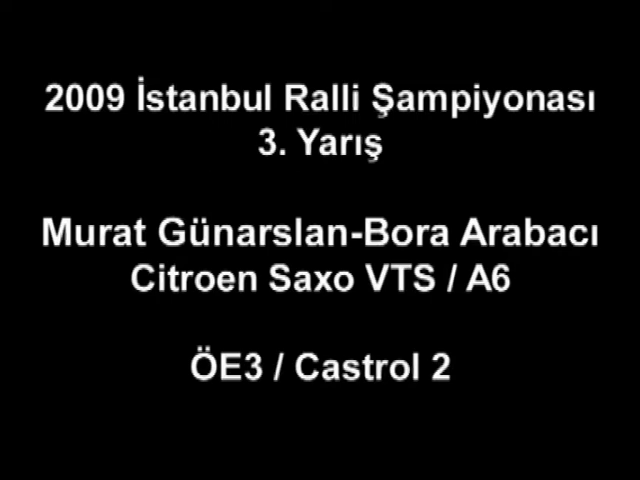 2009 İstanbul Ralli Şampiyonası
3. Yarış
Murat Günarslan-Bora Arabacı
Citroen Saxo VTS / A6
ÖE3 / Castrol 2